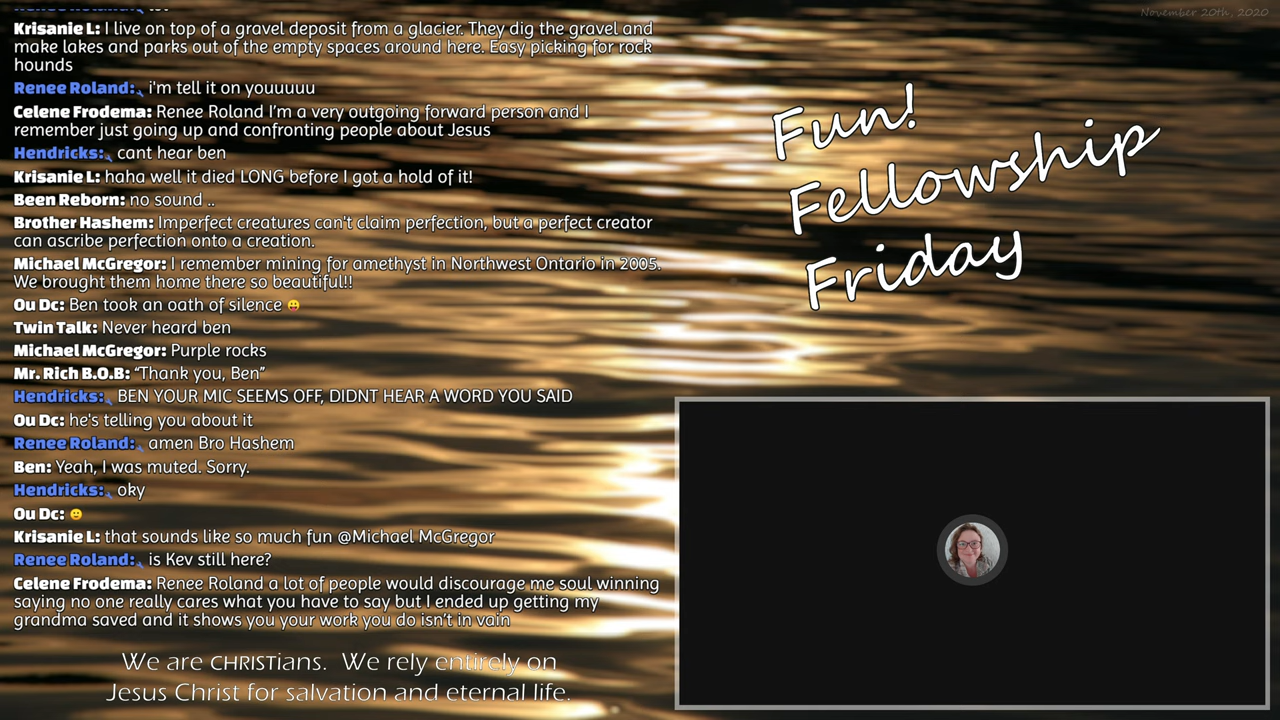 Krisanie L: I live on top of a gravel deposit from a glacier. They dig the gravel and
make lakes and parks out of the empty spaces around here. Easy picking for rock
hounds
Renee Roland: i'm tell it on youuuuu
Celene Frodema: Renee Roland I'm a very outgoing forward person and I
remember just going up and confronting people about Jesus
Hendricks: cant hear ben
Krisanie L: haha well it died LONG before I got a hold of it!
Been Reborn: no sound ..
Brother Hashem: Imperfect creatures can't claim perfection, but a perfect creator
can ascribe perfection onto a creation.
Michael McGregor: I remember mining for amethyst in Northwest Ontario in 2005.
We brought them home there so beautiful!!
Ou Dc: Ben took an oath of silence 😛
Twin Talk: Never heard ben
Michael McGregor: Purple rocks
Mr. Rich B.O.B: “Thank you, Ben”
Hendricks: BEN YOUR MIC SEEMS OFF, DIDNT HEAR A WORD YOU SAID
Ou Dc: he's telling you about it
Renee Roland: amen Bro Hashem
Ben: Yeah, I was muted. Sorry.
Hendricks: oky
Ou Dc: 🙂
Krisanie L: that sounds like so much fun @Michael McGregor
Renee Roland: is Kev still here?
Celene Frodema: Renee Roland a lot of people would discourage me soul winning
saying no one really cares what you have to say but I ended up getting my
grandma saved and it shows you your work you do isn't in vain
We are CHRISTians. We rely entirely on
Jesus Christ for salvation and eternal life.
November 20th, 2020
Fun!
Fellowship
Friday